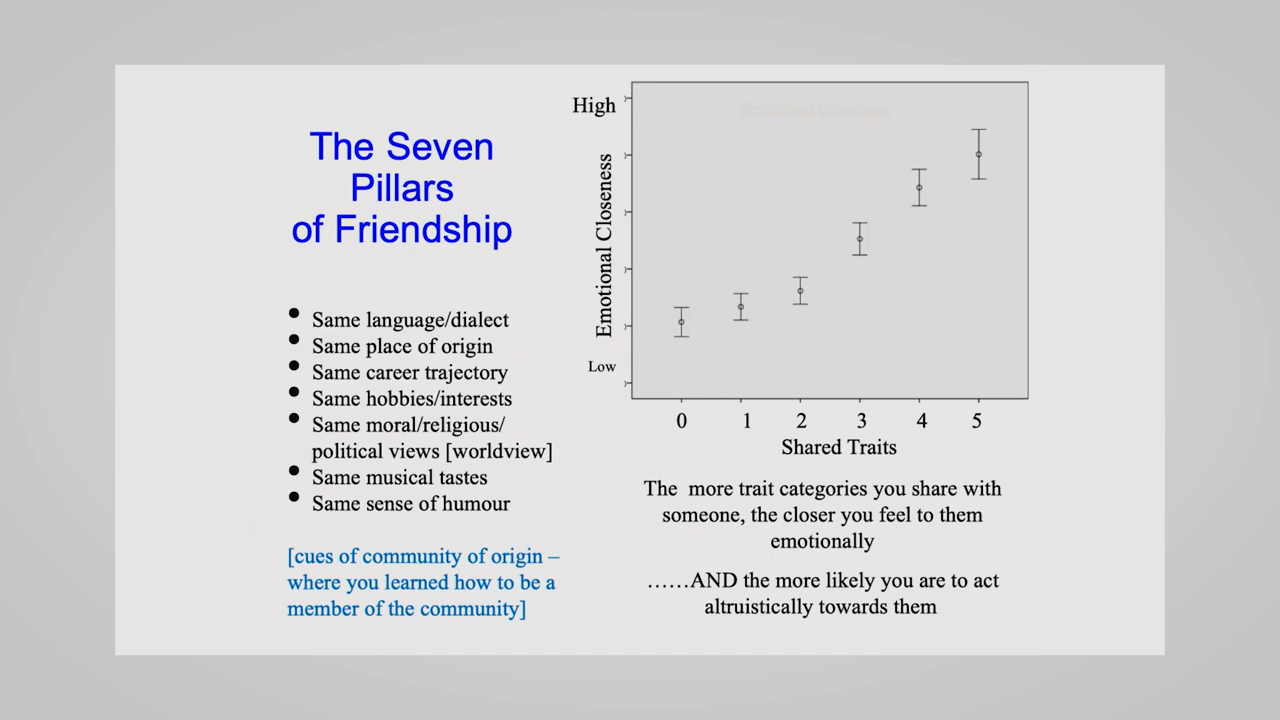 The Seven
Pillars
of Friendship
• Same language/dialect
• Same place of origin
• Same career trajectory
• Same hobbies/interests
• Same moral/religious/
political views [worldview]
• Same musical tastes
• Same sense of humour
[cues of community of origin –
where you learned how to be a
member of the community]
High
Emotional Closeness
Emotional Closeness
Low
0 1 2 3 4 5
Shared Traits
The more trait categories you share with
someone, the closer you feel to them
emotionally
……AND the more likely you are to act
altruistically towards them